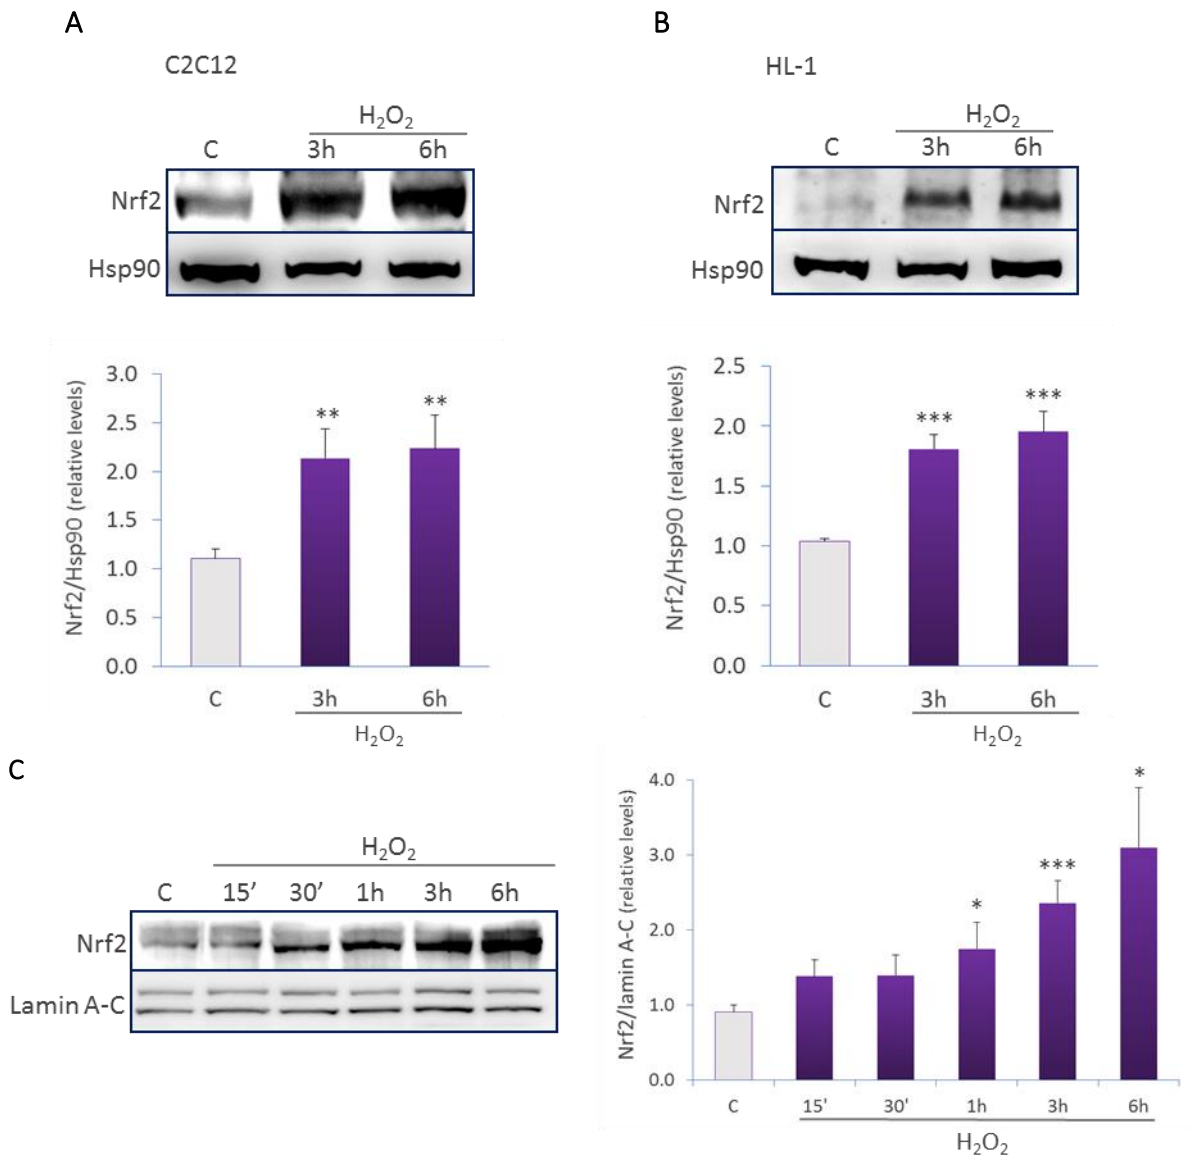 A
C2C12
H₂O₂
C 3h 6h
Nrf2
Hsp90
Nrf2/Hsp90 (relative levels)
3.0
2.5
2.0
1.5
1.0
0.5
0.0
** **
C 3h 6h
H₂O₂
B
HL-1
H₂O₂
C 3h 6h
Nrf2
Hsp90
Nrf2/Hsp90 (relative levels)
2.5
2.0
1.5
1.0
0.5
0.0
*** ***
C 3h 6h
H₂O₂
C
H₂O₂
C 15’ 30’ 1h 3h 6h
Nrf2
Lamin A-C
Nrf2/lamin A-C (relative levels)
4.0
3.0
2.0
1.0
0.0
* *** *
C 15' 30' 1h 3h 6h
H₂O₂